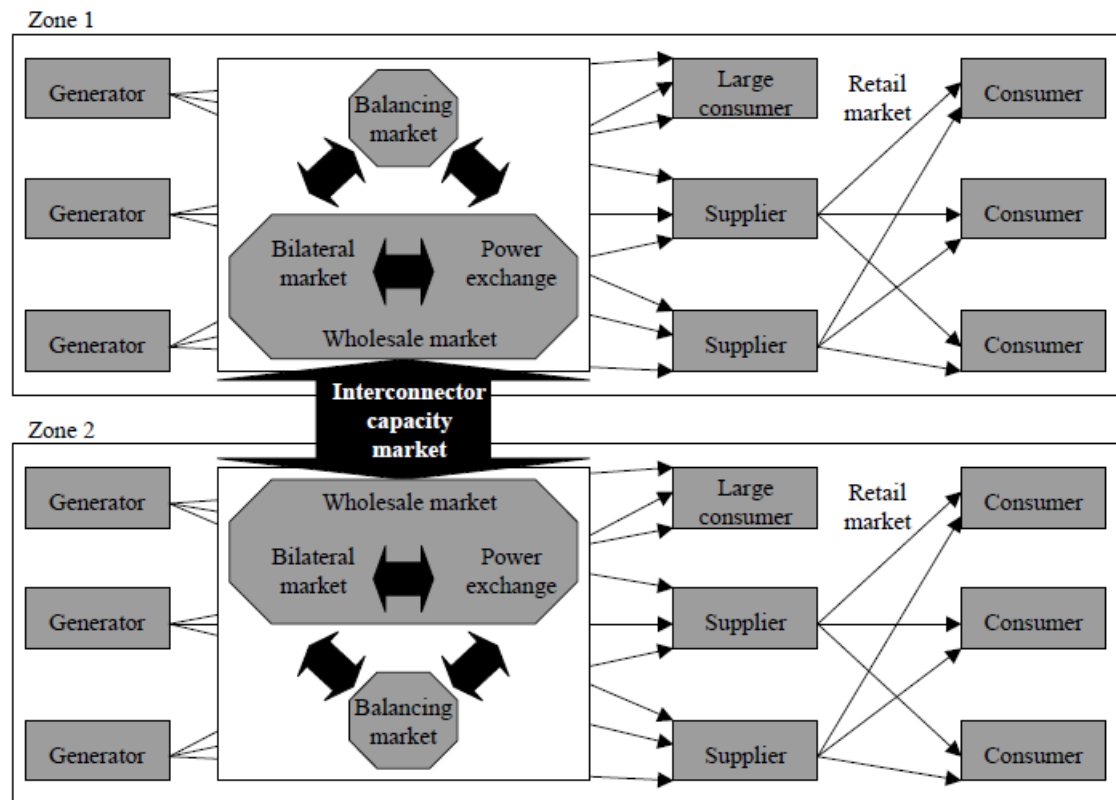 Zone 1
Generator
Balancing
market
Large
consumer
Retail
market
Consumer
Generator
Supplier
Consumer
Bilateral
market
Power
exchange
Wholesale market
Generator
Supplier
Consumer
Interconnector
capacity
market
Zone 2
Generator
Wholesale market
Large
consumer
Retail
market
Consumer
Bilateral
market
Power
exchange
Generator
Supplier
Consumer
Balancing
market
Generator
Supplier
Consumer